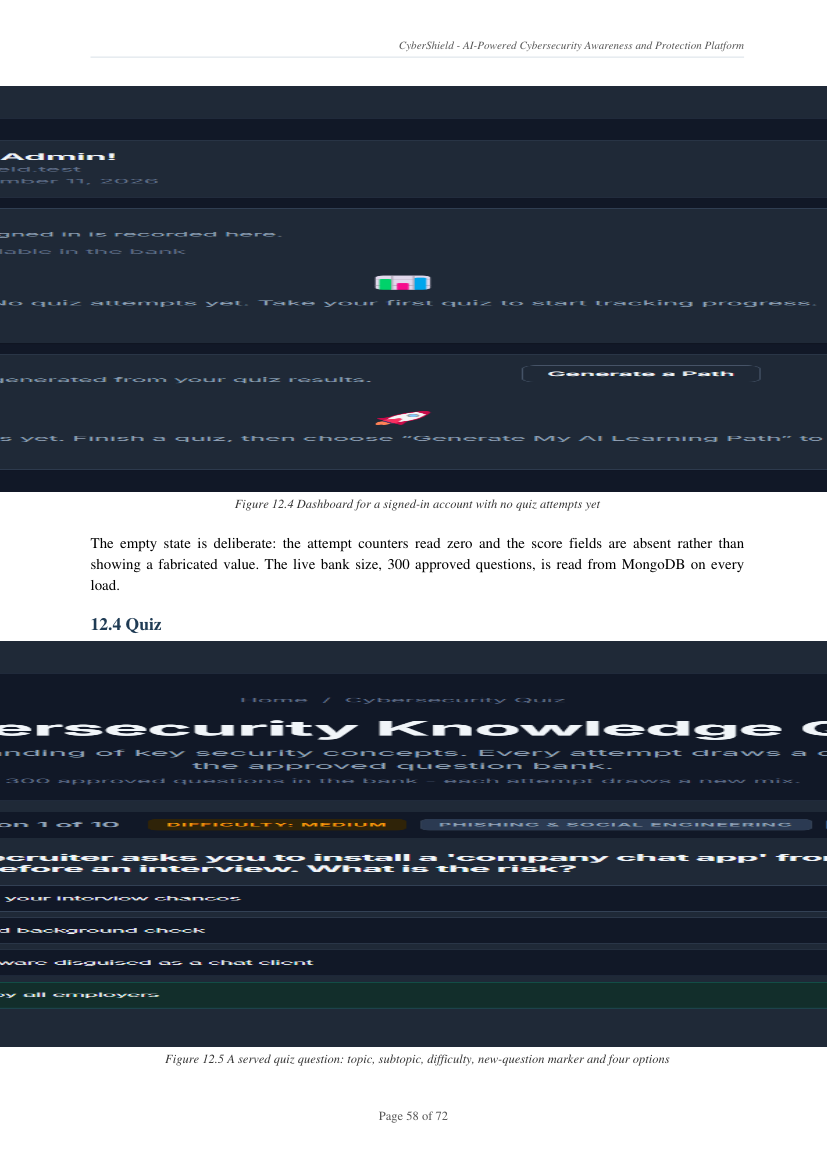 CyberShield - AI-Powered Cybersecurity Awareness and Protection Platform
Admin!
eld.test
mber 11, 2026
gned in is recorded here.
lable in the bank
No quiz attempts yet. Take your first quiz to start tracking progress.
generated from your quiz results.
Generate a Path
s yet. Finish a quiz, then choose “Generate My AI Learning Path” to
Figure 12.4 Dashboard for a signed-in account with no quiz attempts yet
The empty state is deliberate: the attempt counters read zero and the score fields are absent rather than
showing a fabricated value. The live bank size, 300 approved questions, is read from MongoDB on every
load.
12.4 Quiz
Home / Cybersecurity Quiz
ersecurity Knowledge
nding of key security concepts. Every attempt draws a
the approved question bank.
300 approved questions in the bank - each attempt draws a new mix.
on 1 of 10 DIFFICULTY: MEDIUM PHISHING & SOCIAL ENGINEERING
ecruiter asks you to install a 'company chat app' fro
efore an interview. What is the risk?
your interview chances
d background check
ware disguised as a chat client
by all employers
Figure 12.5 A served quiz question: topic, subtopic, difficulty, new-question marker and four options
Page 58 of 72